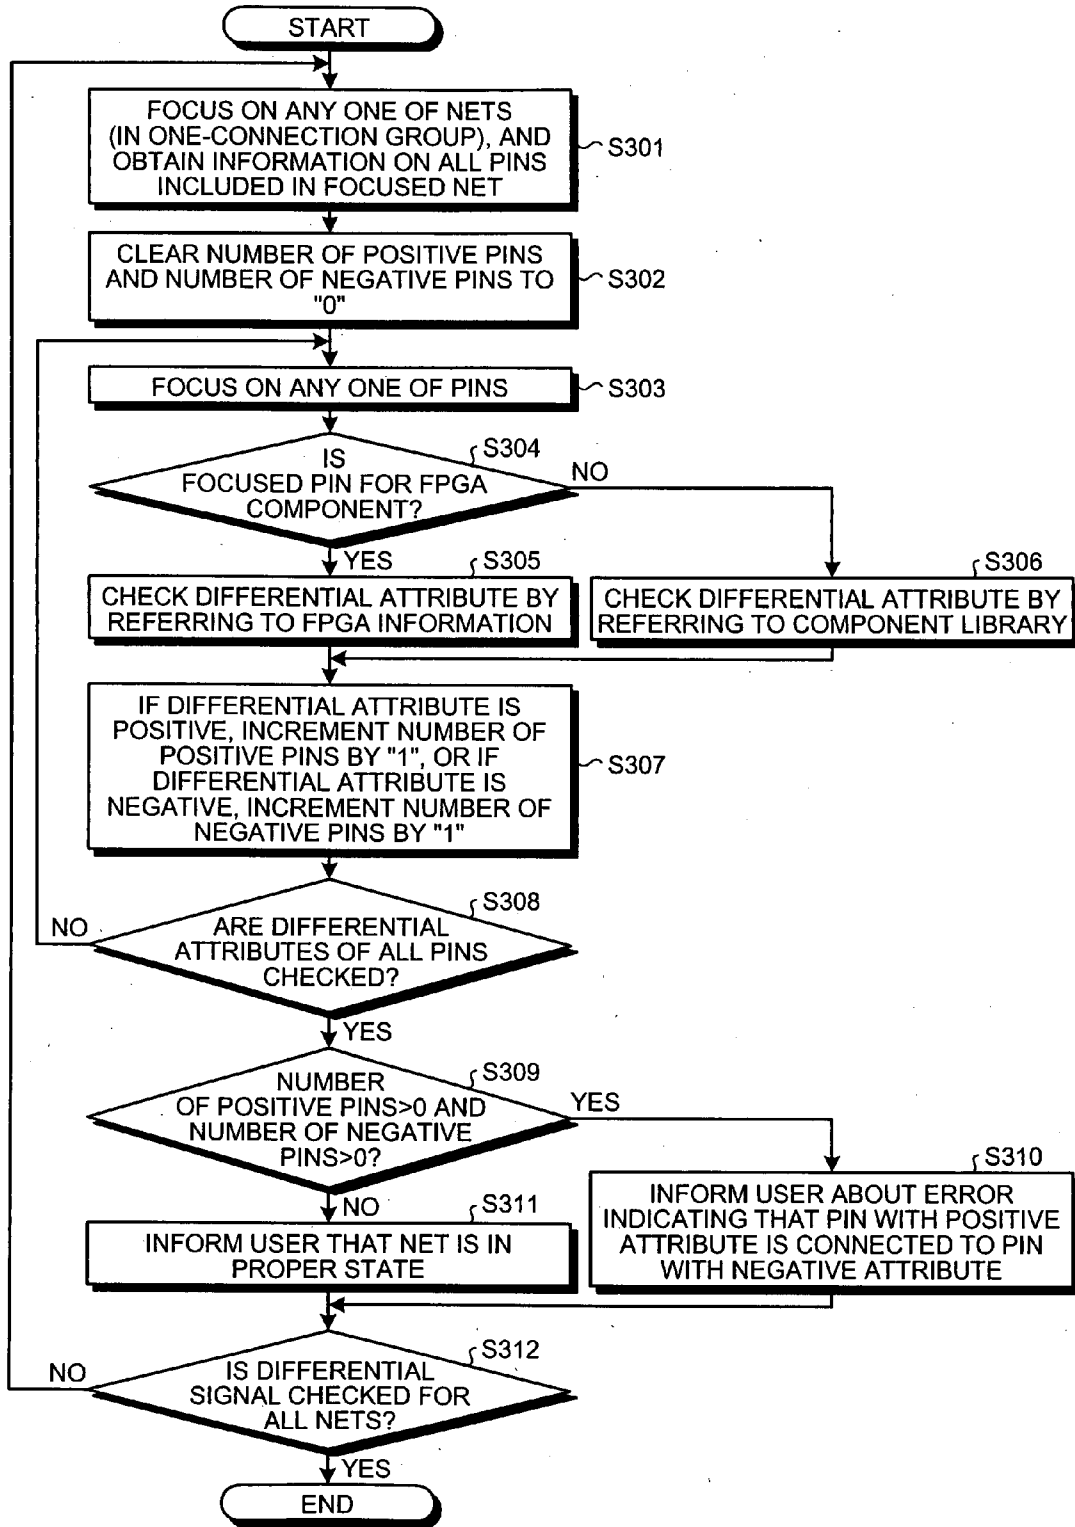 START
FOCUS ON ANY ONE OF NETS
(IN ONE-CONNECTION GROUP), AND
OBTAIN INFORMATION ON ALL PINS
INCLUDED IN FOCUSED NET
S301
CLEAR NUMBER OF POSITIVE PINS
AND NUMBER OF NEGATIVE PINS TO
"0"
S302
FOCUS ON ANY ONE OF PINS
S303
S304
IS
FOCUSED PIN FOR FPGA
COMPONENT?
NO
YES
S305
CHECK DIFFERENTIAL ATTRIBUTE BY
REFERRING TO FPGA INFORMATION
S306
CHECK DIFFERENTIAL ATTRIBUTE BY
REFERRING TO COMPONENT LIBRARY
IF DIFFERENTIAL ATTRIBUTE IS
POSITIVE, INCREMENT NUMBER OF
POSITIVE PINS BY "1", OR IF
DIFFERENTIAL ATTRIBUTE IS
NEGATIVE, INCREMENT NUMBER OF
NEGATIVE PINS BY "1"
S307
S308
NO
ARE DIFFERENTIAL
ATTRIBUTES OF ALL PINS
CHECKED?
YES
S309
NUMBER
OF POSITIVE PINS>0 AND
NUMBER OF NEGATIVE
PINS>0?
YES
NO
S310
INFORM USER ABOUT ERROR
INDICATING THAT PIN WITH POSITIVE
ATTRIBUTE IS CONNECTED TO PIN
WITH NEGATIVE ATTRIBUTE
S311
INFORM USER THAT NET IS IN
PROPER STATE
S312
NO
IS DIFFERENTIAL
SIGNAL CHECKED FOR
ALL NETS?
YES
END